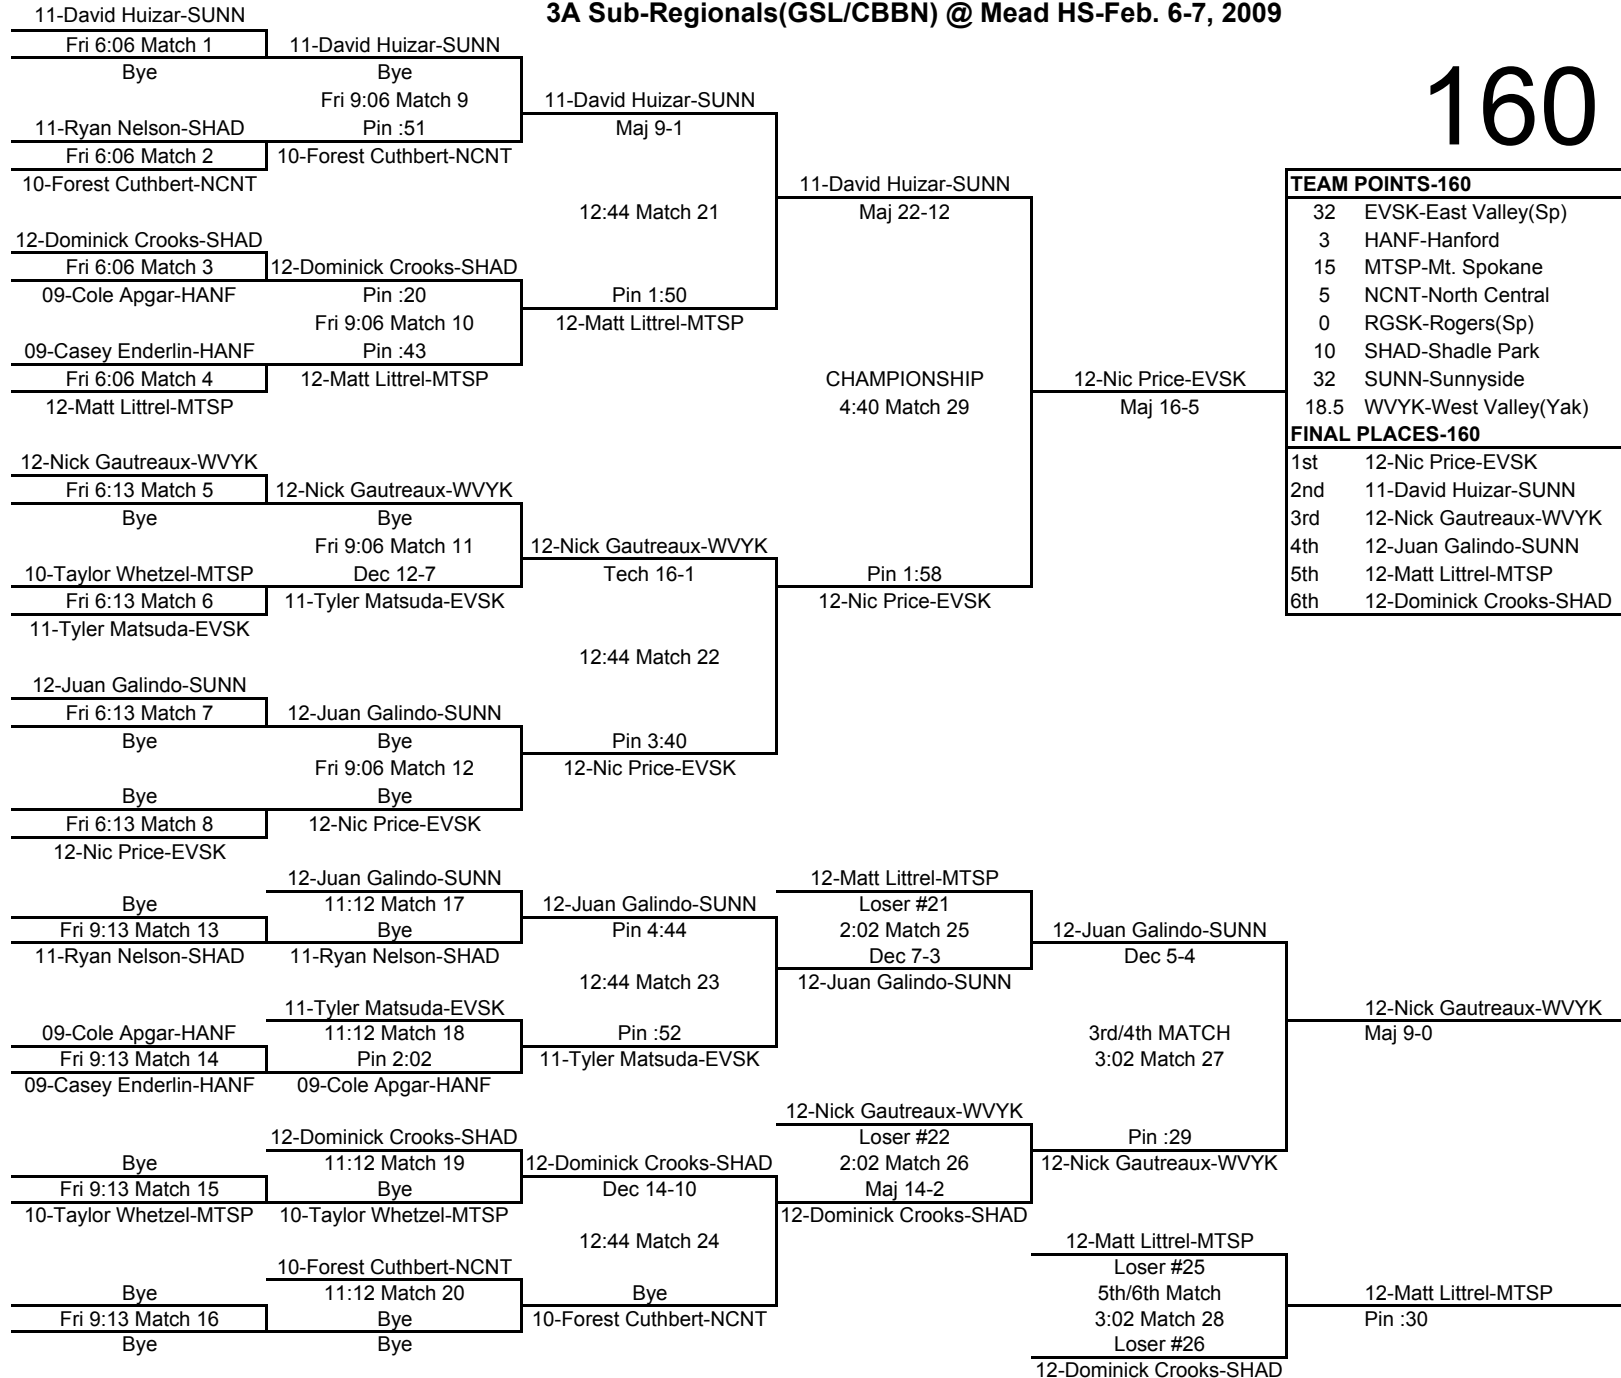 3A Sub-Regionals(GSL/CBBN) @ Mead HS-Feb. 6-7, 2009
160
11-David Huizar-SUNN
Fri 6:06 Match 1
Bye
11-Ryan Nelson-SHAD
Fri 6:06 Match 2
10-Forest Cuthbert-NCNT
12-Dominick Crooks-SHAD
Fri 6:06 Match 3
09-Cole Apgar-HANF
09-Casey Enderlin-HANF
Fri 6:06 Match 4
12-Matt Littrel-MTSP
12-Nick Gautreaux-WVYK
Fri 6:13 Match 5
Bye
10-Taylor Whetzel-MTSP
Fri 6:13 Match 6
11-Tyler Matsuda-EVSK
12-Juan Galindo-SUNN
Fri 6:13 Match 7
Bye
Bye
Fri 6:13 Match 8
12-Nic Price-EVSK
11-David Huizar-SUNN
Bye
Fri 9:06 Match 9
Pin :51
10-Forest Cuthbert-NCNT
12-Dominick Crooks-SHAD
Pin :20
Fri 9:06 Match 10
Pin :43
12-Matt Littrel-MTSP
12-Nick Gautreaux-WVYK
Bye
Fri 9:06 Match 11
Dec 12-7
11-Tyler Matsuda-EVSK
12-Juan Galindo-SUNN
Bye
Fri 9:06 Match 12
Bye
12-Nic Price-EVSK
11-David Huizar-SUNN
Maj 9-1
12:44 Match 21
Pin 1:50
12-Matt Littrel-MTSP
12-Nick Gautreaux-WVYK
Tech 16-1
12:44 Match 22
Pin 3:40
12-Nic Price-EVSK
11-David Huizar-SUNN
Maj 22-12
CHAMPIONSHIP
4:40 Match 29
Pin 1:58
12-Nic Price-EVSK
12-Nic Price-EVSK
Maj 16-5
TEAM POINTS-160
32 EVSK-East Valley(Sp)
3 HANF-Hanford
15 MTSP-Mt. Spokane
5 NCNT-North Central
0 RGSK-Rogers(Sp)
10 SHAD-Shadle Park
32 SUNN-Sunnyside
18.5 WVYK-West Valley(Yak)
FINAL PLACES-160
1st 12-Nic Price-EVSK
2nd 11-David Huizar-SUNN
3rd 12-Nick Gautreaux-WVYK
4th 12-Juan Galindo-SUNN
5th 12-Matt Littrel-MTSP
6th 12-Dominick Crooks-SHAD
Bye
Fri 9:13 Match 13
11-Ryan Nelson-SHAD
09-Cole Apgar-HANF
Fri 9:13 Match 14
09-Casey Enderlin-HANF
Bye
Fri 9:13 Match 15
10-Taylor Whetzel-MTSP
Bye
Fri 9:13 Match 16
Bye
12-Juan Galindo-SUNN
11:12 Match 17
Bye
11-Ryan Nelson-SHAD
11-Tyler Matsuda-EVSK
11:12 Match 18
Pin 2:02
09-Cole Apgar-HANF
12-Dominick Crooks-SHAD
11:12 Match 19
Bye
10-Taylor Whetzel-MTSP
10-Forest Cuthbert-NCNT
11:12 Match 20
Bye
Bye
12-Juan Galindo-SUNN
Pin 4:44
12:44 Match 23
Pin :52
11-Tyler Matsuda-EVSK
12-Dominick Crooks-SHAD
Dec 14-10
12:44 Match 24
Bye
10-Forest Cuthbert-NCNT
12-Matt Littrel-MTSP
Loser #21
2:02 Match 25
Dec 7-3
12-Juan Galindo-SUNN
12-Nick Gautreaux-WVYK
Loser #22
2:02 Match 26
Maj 14-2
12-Dominick Crooks-SHAD
12-Juan Galindo-SUNN
Dec 5-4
3rd/4th MATCH
3:02 Match 27
Pin :29
12-Nick Gautreaux-WVYK
12-Matt Littrel-MTSP
Loser #25
5th/6th Match
3:02 Match 28
Loser #26
12-Dominick Crooks-SHAD
12-Nick Gautreaux-WVYK
Maj 9-0
12-Matt Littrel-MTSP
Pin :30